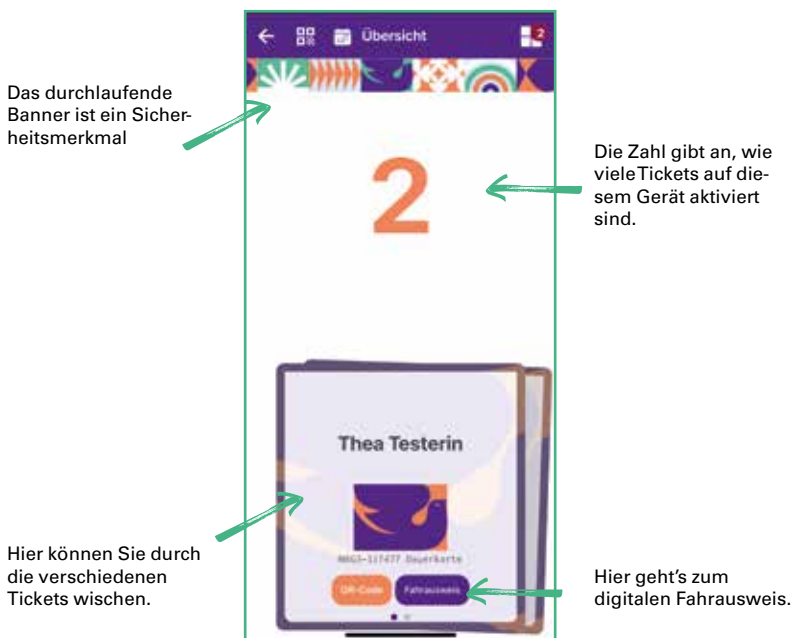 Übersicht
2
Das durchlaufende
Banner ist ein Sicher-
heitsmerkmal
2
Die Zahl gibt an, wie
viele Tickets auf die-
sem Gerät aktiviert
sind.
Thea Testerin
Dauerkarte
QR-Code
Fahrausweis
Hier können Sie durch
die verschiedenen
Tickets wischen.
Hier geht's zum
digitalen Fahrausweis.